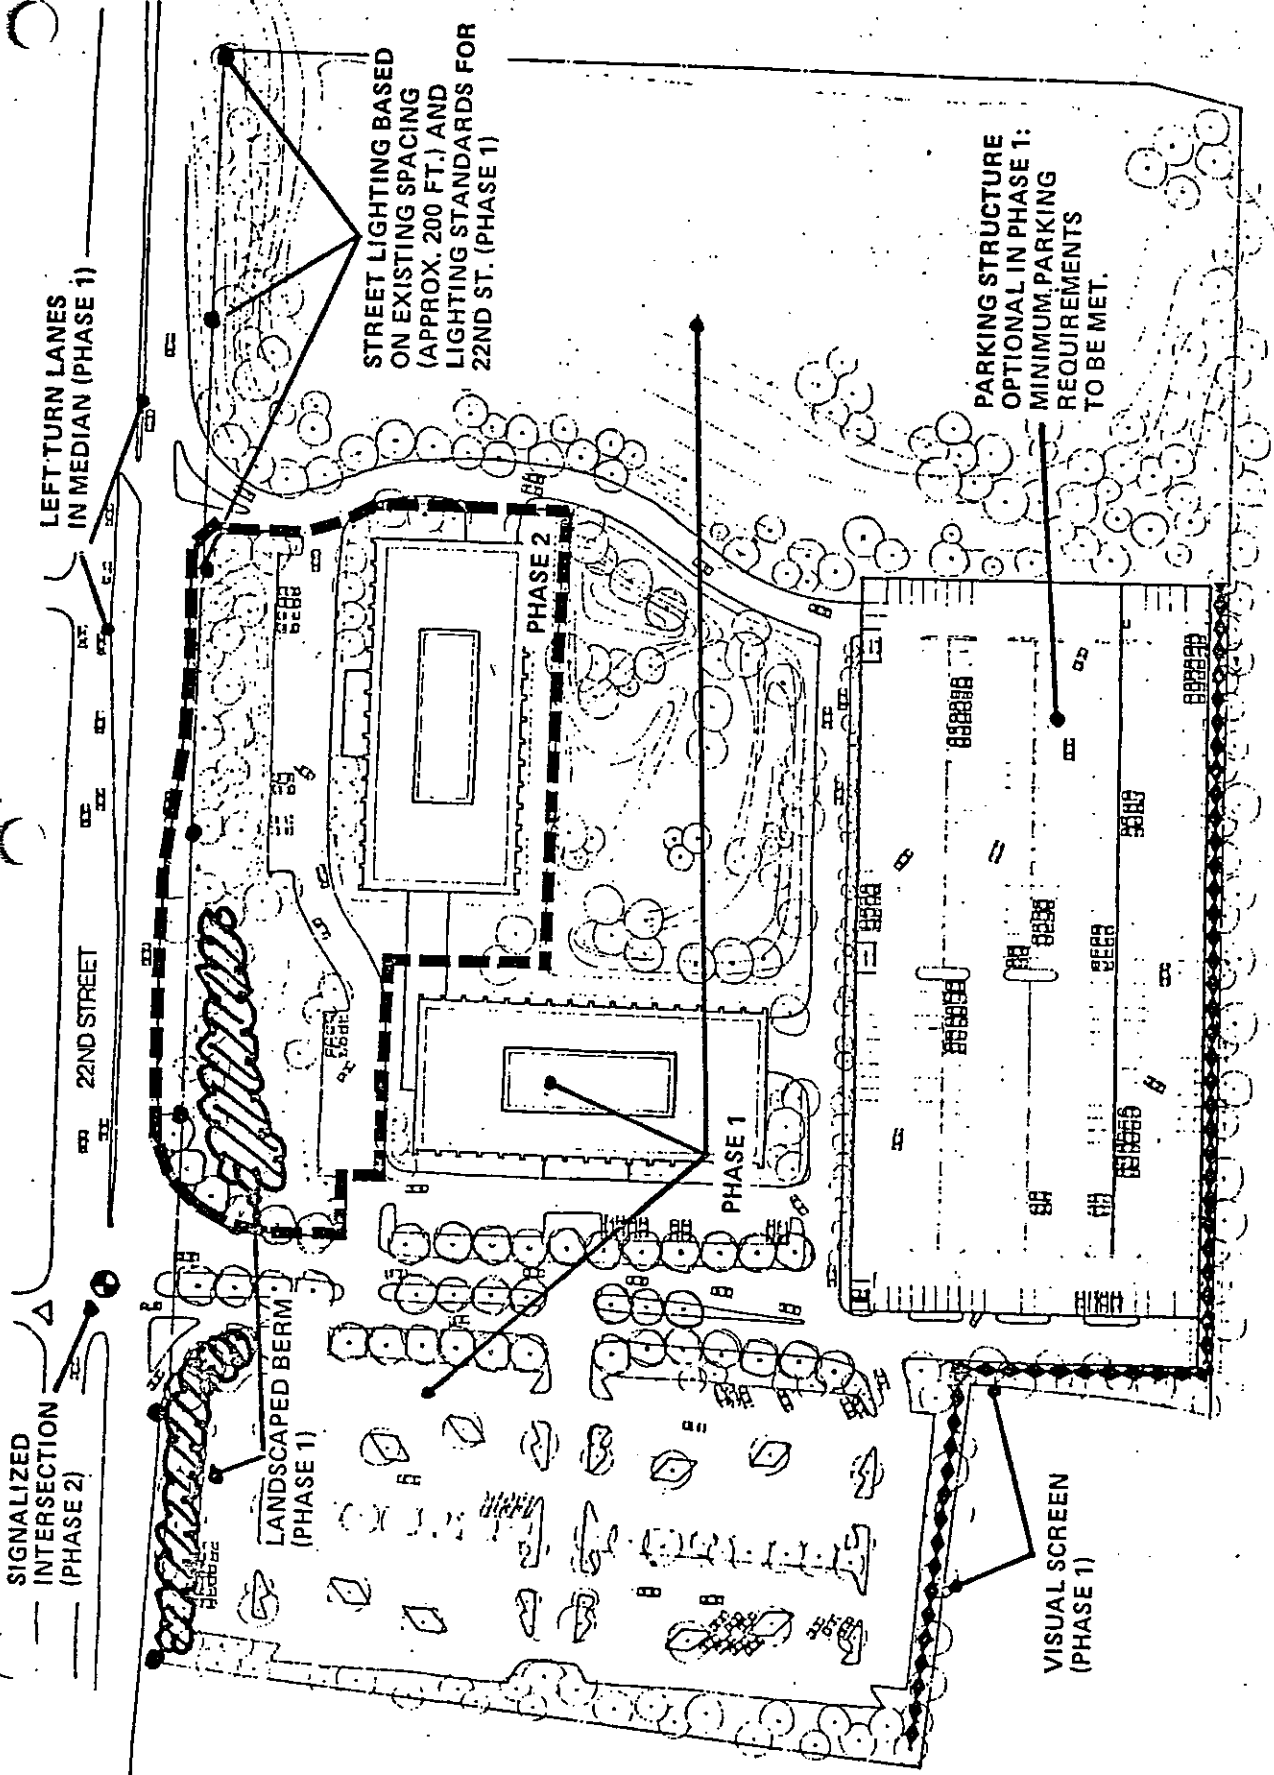 SIGNALIZED
INTERSECTION
(PHASE 2)
22ND STREET
LEFT TURN LANES
IN MEDIAN (PHASE 1)
STREET LIGHTING BASED
ON EXISTING SPACING
(APPROX. 200 FT.) AND
LIGHTING STANDARDS FOR
22ND ST. (PHASE 1)
LANDSCAPED BERM
(PHASE 1)
PHASE 2
PHASE 1
PARKING STRUCTURE
OPTIONAL IN PHASE 1:
MINIMUM PARKING
REQUIREMENTS
TO BE MET.
VISUAL SCREEN
(PHASE 1)